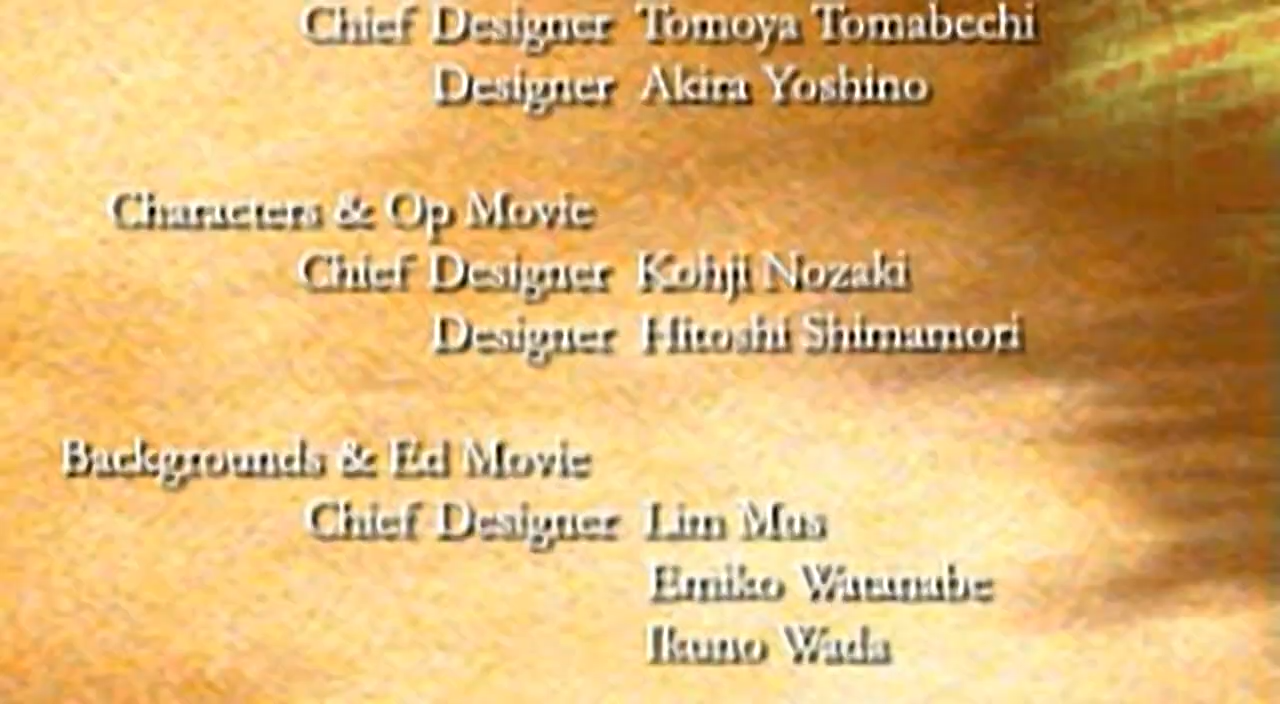 Chief Designer Tomoya Tomabechi
Designer Akira Yoshino
Characters & Op Movie
Chief Designer Kohji Nozaki
Designer Hitoshi Shimamori
Backgrounds & Ed Movie
Chief Designer Lim Mus
Emiko Watanabe
Ikuno Wada